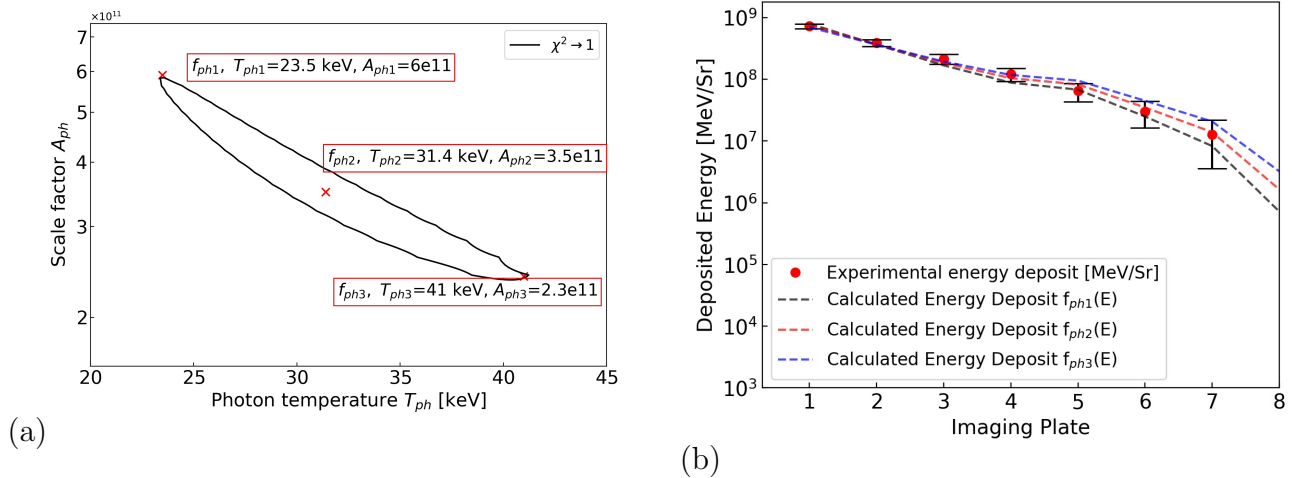 ×10¹¹
7
6
5
4
3
2
20 25 30 35 40 45
Scale factor A_ph
Photon temperature T_ph [keV]
χ² → 1
f_ph1, T_ph1=23.5 keV, A_ph1=6e11
f_ph2, T_ph2=31.4 keV, A_ph2=3.5e11
f_ph3, T_ph3=41 keV, A_ph3=2.3e11
(a)
10⁹
10⁸
10⁷
10⁶
10⁵
10⁴
10³
1 2 3 4 5 6 7 8
Deposited Energy [MeV/Sr]
Imaging Plate
Experimental energy deposit [MeV/Sr]
Calculated Energy Deposit f_ph1(E)
Calculated Energy Deposit f_ph2(E)
Calculated Energy Deposit f_ph3(E)
(b)